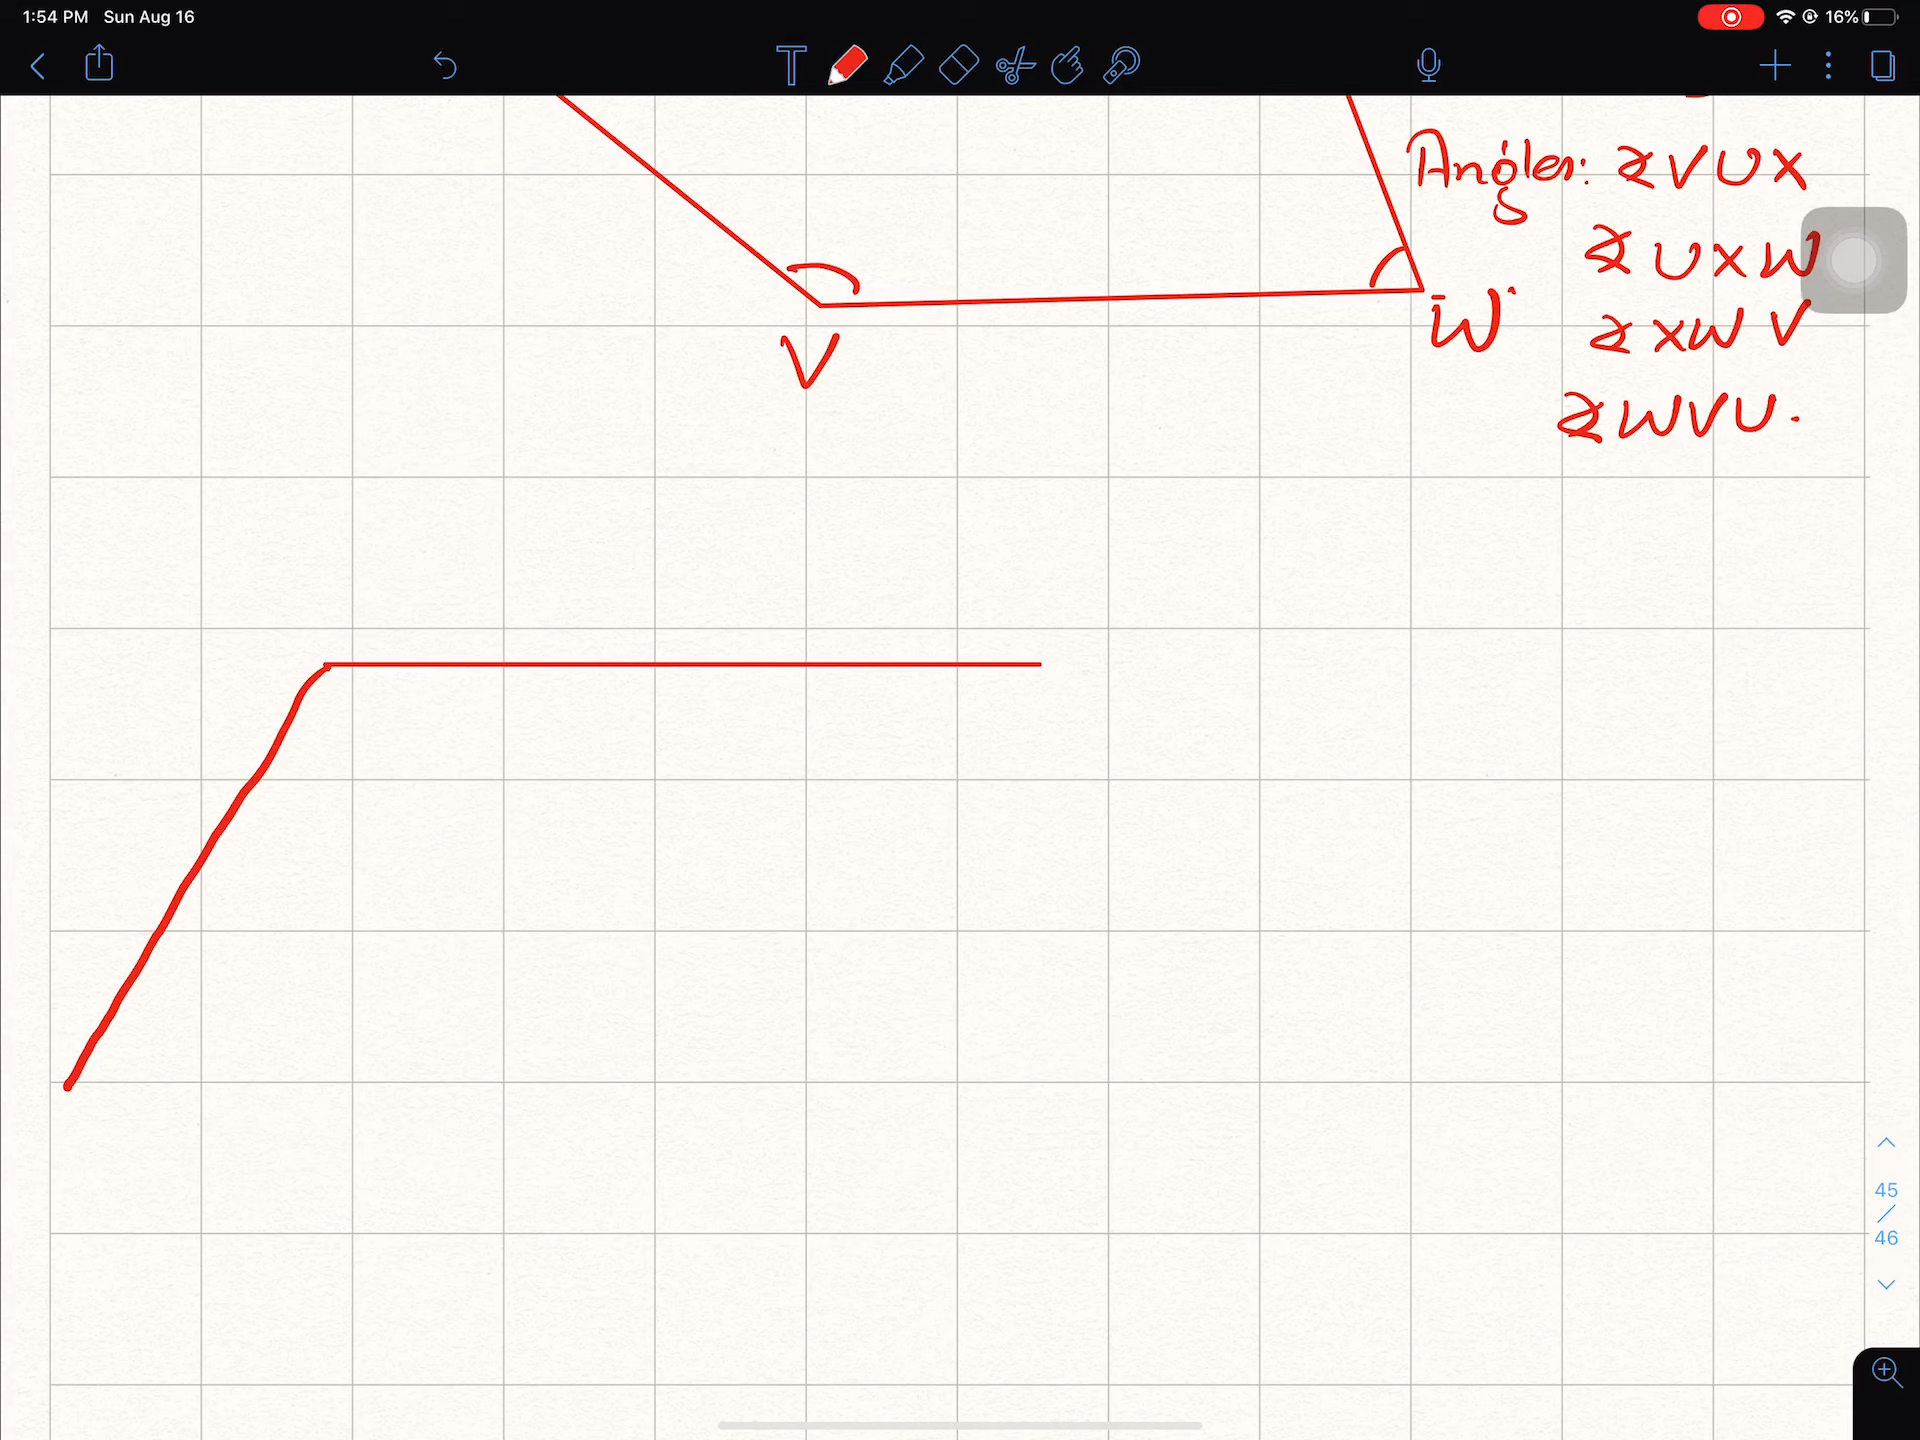 1:54 PM Sun Aug 16
16%
T
Angles: ∠VUX
∠UXW
W
∠XWV
V
∠WVU.
45
/
46